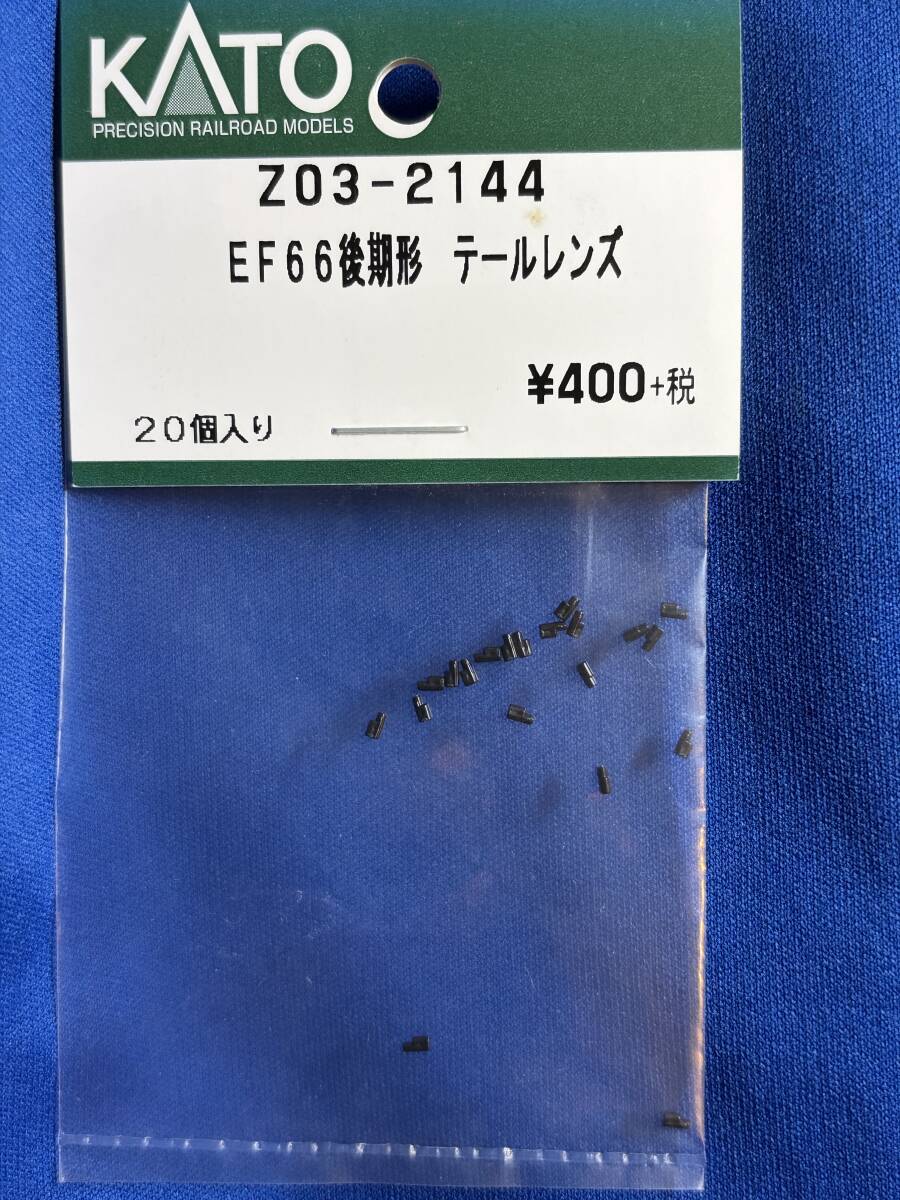 KATO
PRECISION RAILROAD MODELS
Z03-2144
EF66後期形 テールレンズ
¥400+税
20個入り